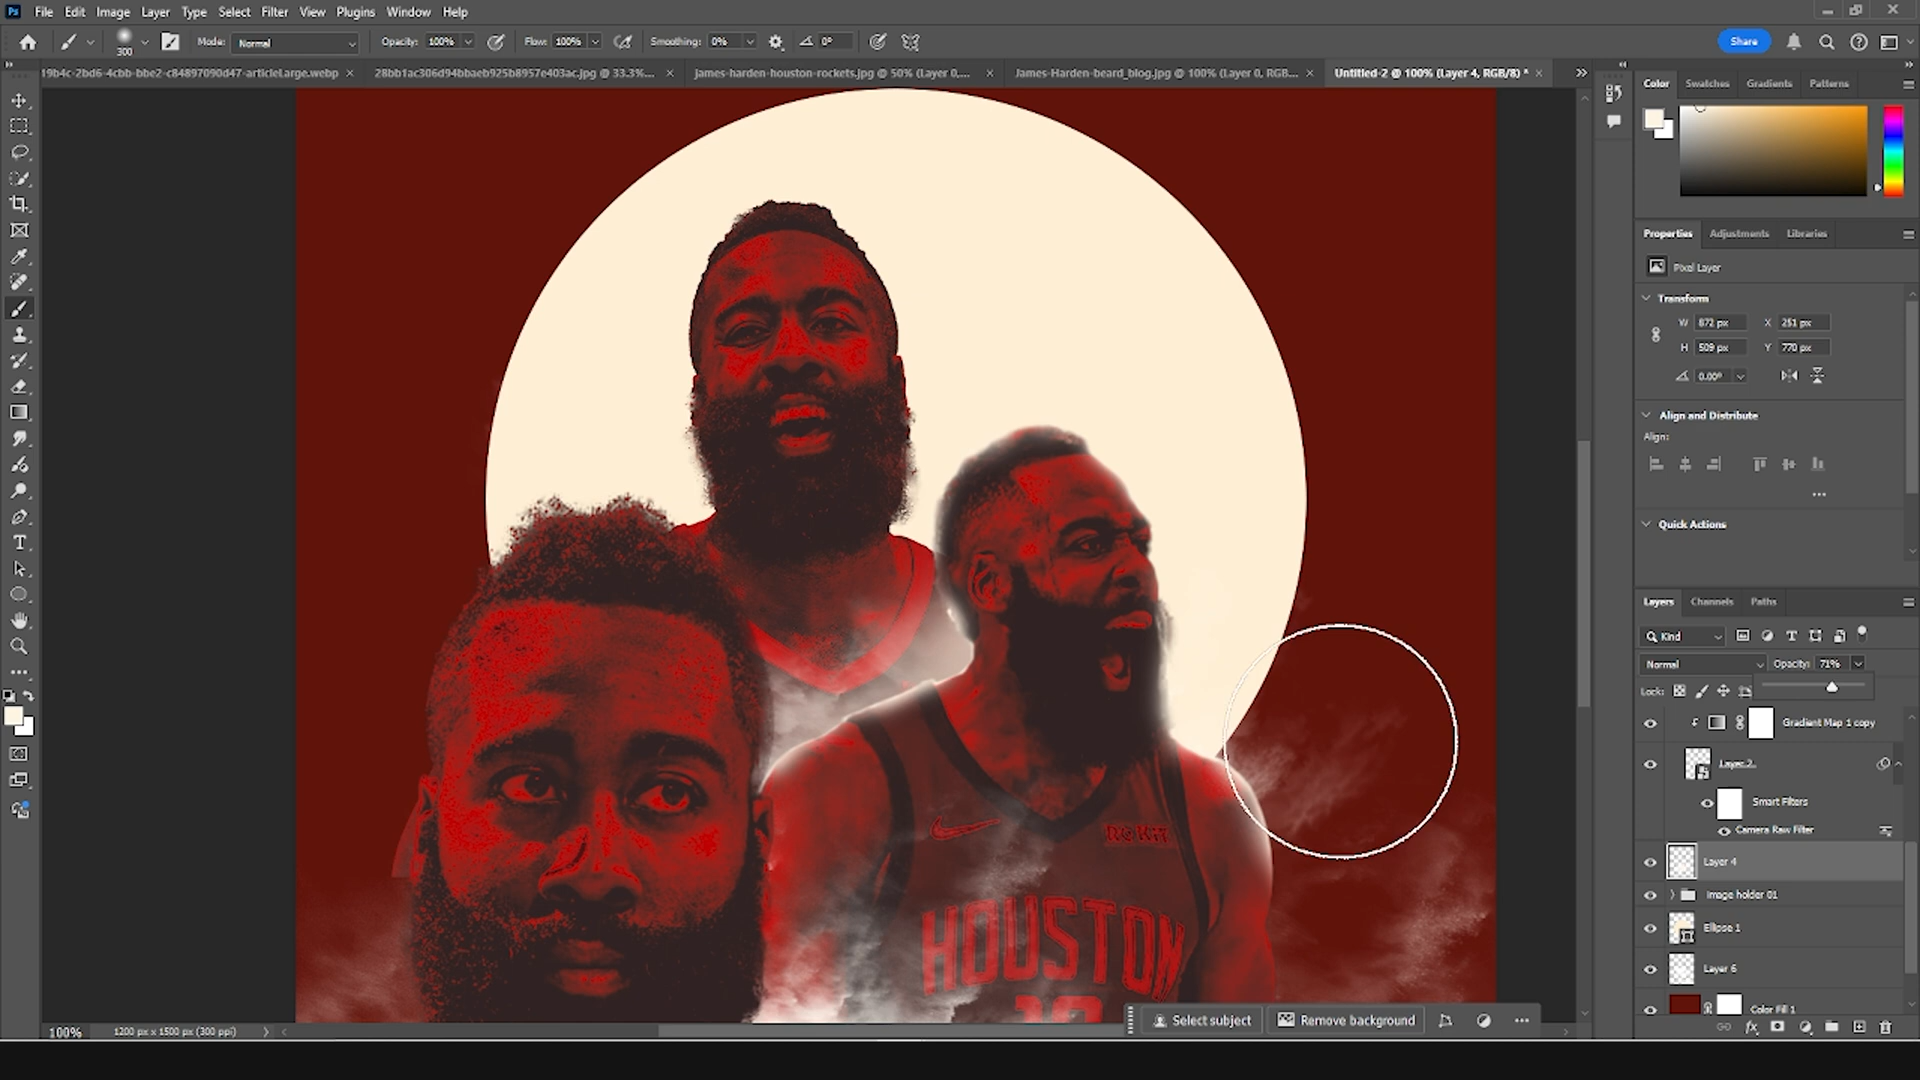 Ps File Edit Image Layer Type Select Filter View Plugins Window Help
300 Mode: Normal Opacity: 100% Flow: 100% Smoothing: 0% 0° Share
19b4c-2bd6-4cbb-bbe2-c84897090d47-articleLarge.webp × 28bb1ac306d94bbaeb925b8957e403ac.jpg @ 33.3%... × james-harden-houston-rockets.jpg @ 50% (Layer 0,... × James-Harden-beard_blog.jpg @ 100% (Layer 0, RGB... × Untitled-2 @ 100% (Layer 4, RGB/8) * ×
Color Swatches Gradients Patterns
Properties Adjustments Libraries
Pixel Layer
Transform
W 872 px X 251 px
H 509 px Y 770 px
0.00°
Align and Distribute
Align:
Quick Actions
Layers Channels Paths
Kind
Normal Opacity: 71%
Lock:
Gradient Map 1 copy
Layer 2
Smart Filters
Camera Raw Filter
Layer 4
Image holder 01
Ellipse 1
Layer 6
Color Fill 1
ROKiT
HOUSTON
13
Select subject Remove background
100% 1200 px x 1500 px (300 ppi)